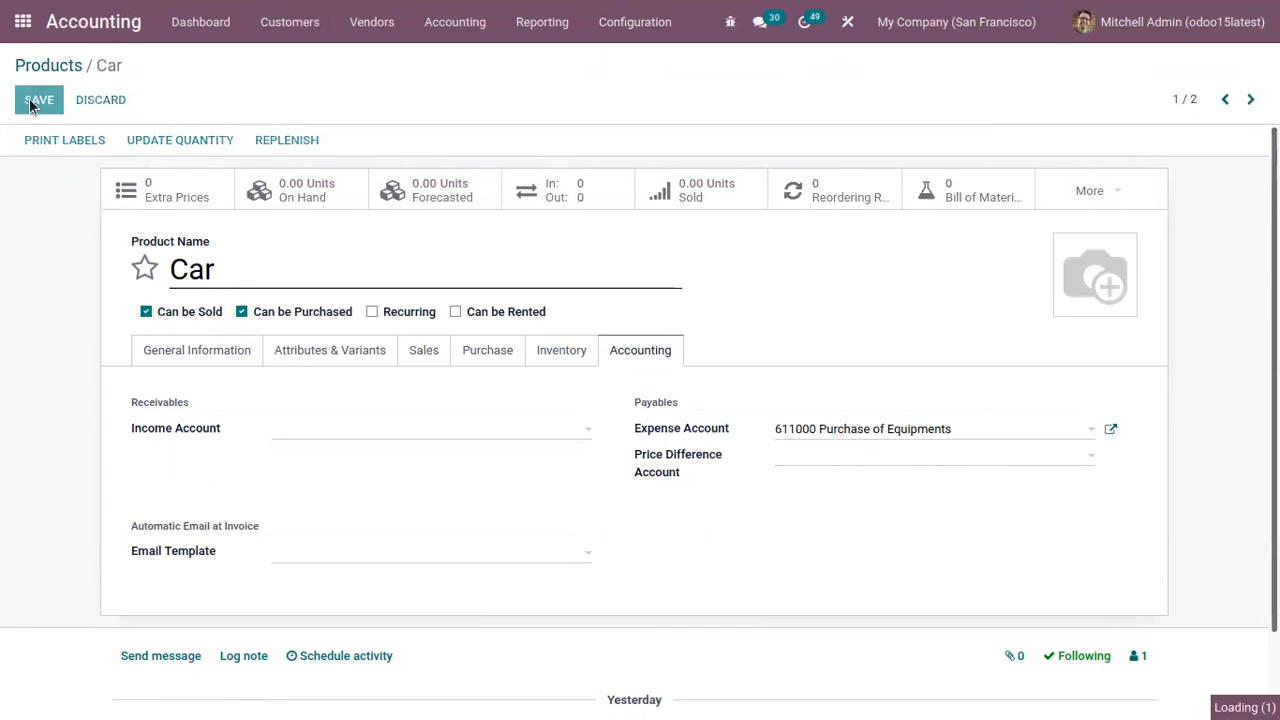 Accounting Dashboard Customers Vendors Accounting Reporting Configuration 30 49 My Company (San Francisco) Mitchell Admin (odoo15latest)
Products / Car
SAVE DISCARD 1 / 2
PRINT LABELS UPDATE QUANTITY REPLENISH
0 Extra Prices
0.00 Units On Hand
0.00 Units Forecasted
In: 0
Out: 0
0.00 Units Sold
0 Reordering R...
0 Bill of Materi...
More
Product Name
Car
Can be Sold Can be Purchased Recurring Can be Rented
General Information Attributes & Variants Sales Purchase Inventory Accounting
Receivables
Income Account
Payables
Expense Account 611000 Purchase of Equipments
Price Difference
Account
Automatic Email at Invoice
Email Template
Send message Log note Schedule activity 0 Following 1
Yesterday
Loading (1)